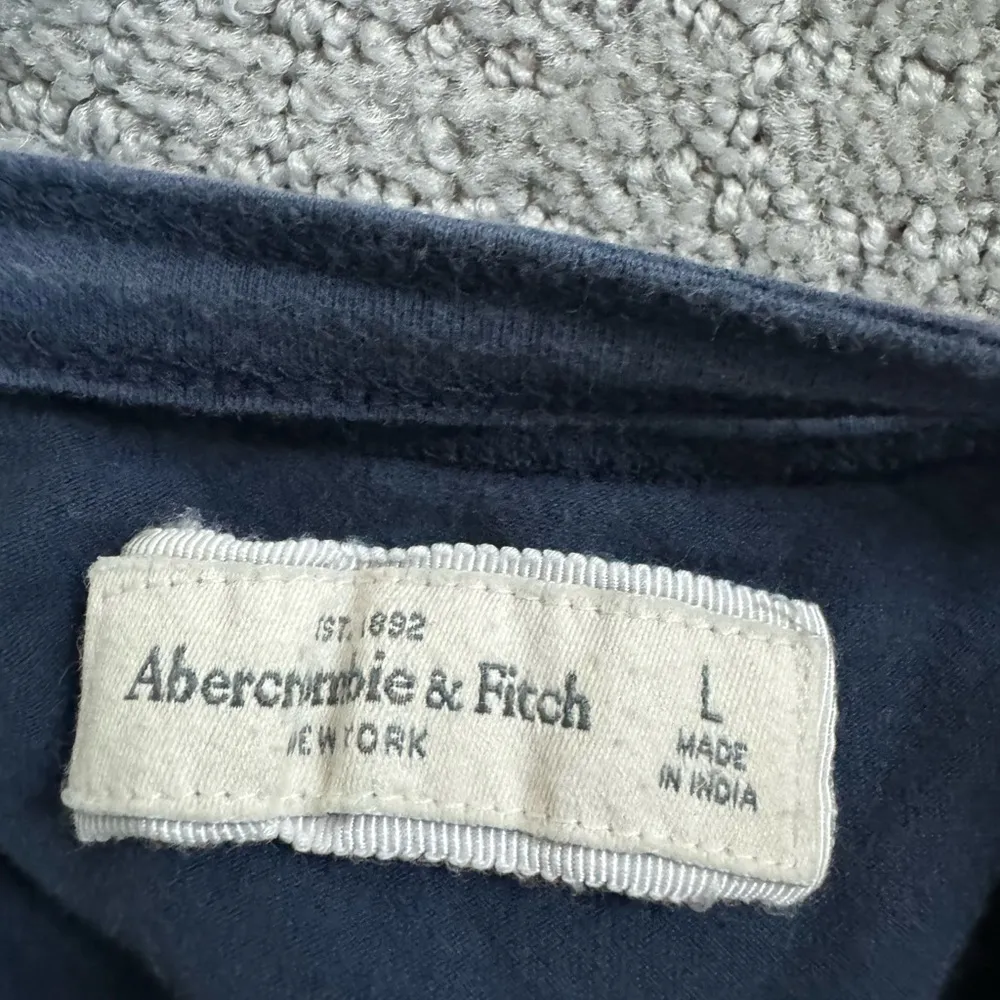 EST. 1892
Abercrombie & Fitch
NEW YORK
L
MADE
IN INDIA